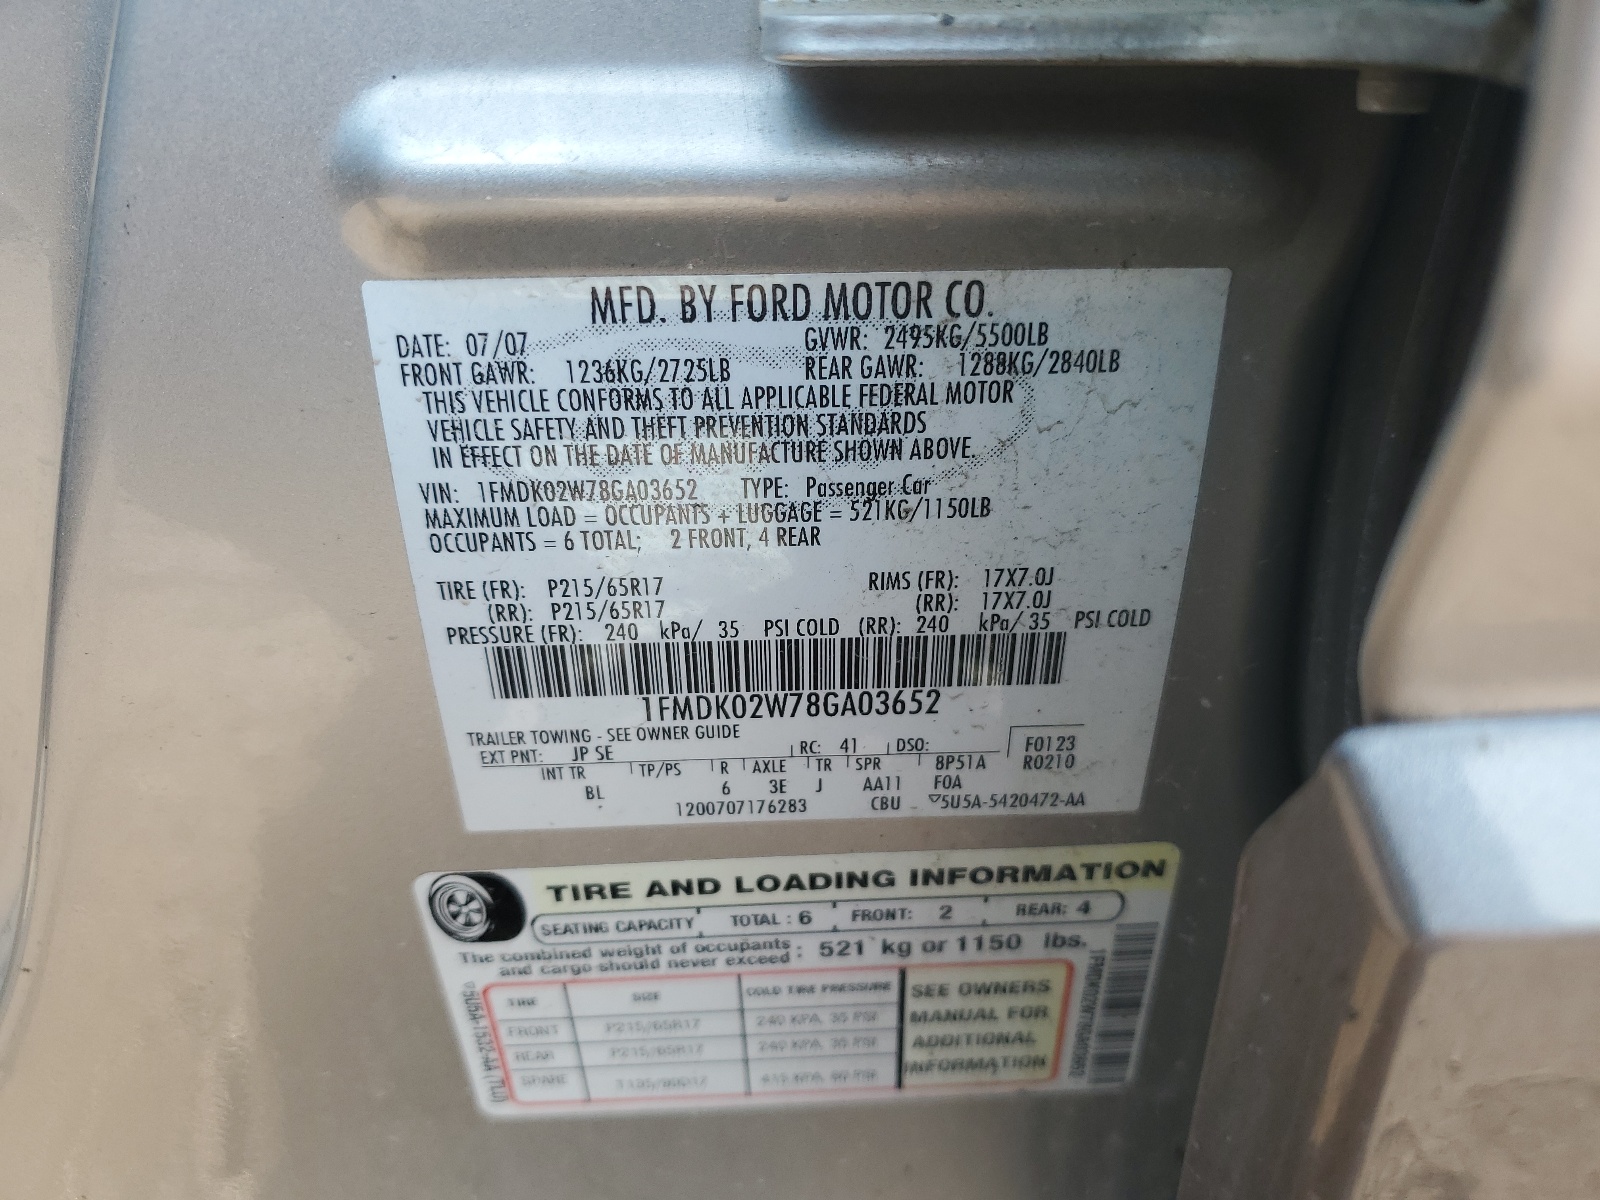 MFD. BY FORD MOTOR CO.
DATE: 07/07 GVWR: 2495KG/5500LB
FRONT GAWR: 1236KG/2725LB REAR GAWR: 1288KG/2840LB
THIS VEHICLE CONFORMS TO ALL APPLICABLE FEDERAL MOTOR
VEHICLE SAFETY AND THEFT PREVENTION STANDARDS
IN EFFECT ON THE DATE OF MANUFACTURE SHOWN ABOVE.
VIN: 1FMDK02W78GA03652 TYPE: Passenger Car
MAXIMUM LOAD = OCCUPANTS + LUGGAGE = 521KG/1150LB
OCCUPANTS = 6 TOTAL; 2 FRONT, 4 REAR
TIRE (FR): P215/65R17 RIMS (FR): 17X7.0J
(RR): P215/65R17 (RR): 17X7.0J
PRESSURE (FR): 240 kPa/ 35 PSI COLD (RR): 240 kPa/ 35 PSI COLD
1FMDK02W78GA03652
TRAILER TOWING - SEE OWNER GUIDE
EXT PNT: JP SE RC: 41 DSO: F0123
INT TR TP/PS R AXLE TR SPR 8P51A R0210
BL 6 3E J AA11 F0A
1200707176283 CBU ▽5U5A-5420472-AA
TIRE AND LOADING INFORMATION
SEATING CAPACITY TOTAL : 6 FRONT: 2 REAR: 4
The combined weight of occupants and cargo should never exceed : 521 kg or 1150 lbs.
TIRE SIZE COLD TIRE PRESSURE
FRONT P215/65R17 240 KPA, 35 PSI
REAR P215/65R17 240 KPA, 35 PSI
SPARE
SEE OWNERS
MANUAL FOR
ADDITIONAL
INFORMATION
5U5A-1532-AA (TLU)
1FMDK02W78GA03652